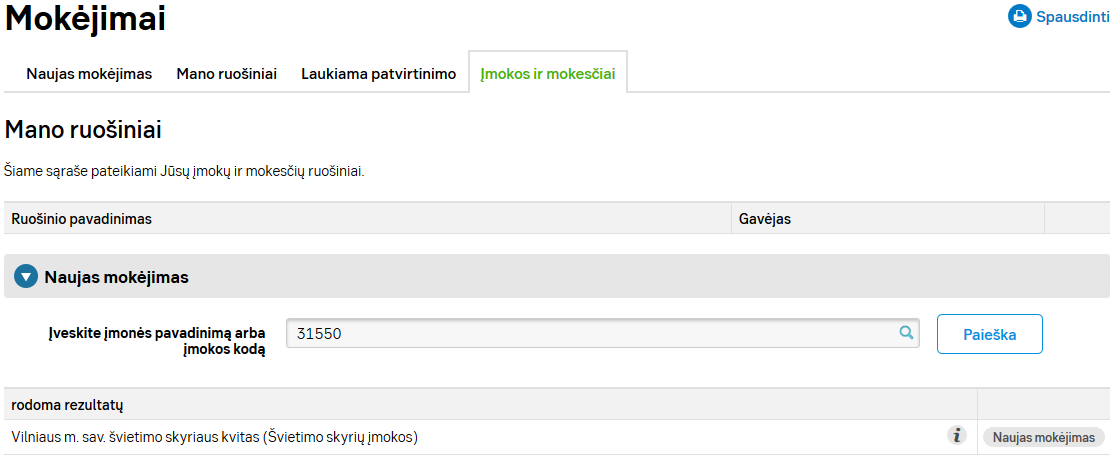 Mokėjimai
Spausdinti
Naujas mokėjimas Mano ruošiniai Laukiama patvirtinimo Įmokos ir mokesčiai
Mano ruošiniai
Šiame sąraše pateikiami Jūsų įmokų ir mokesčių ruošiniai.
Ruošinio pavadinimas Gavėjas
Naujas mokėjimas
Įveskite įmonės pavadinimą arba
įmokos kodą
31550
Paieška
rodoma rezultatų
Vilniaus m. sav. švietimo skyriaus kvitas (Švietimo skyrių įmokos) i Naujas mokėjimas